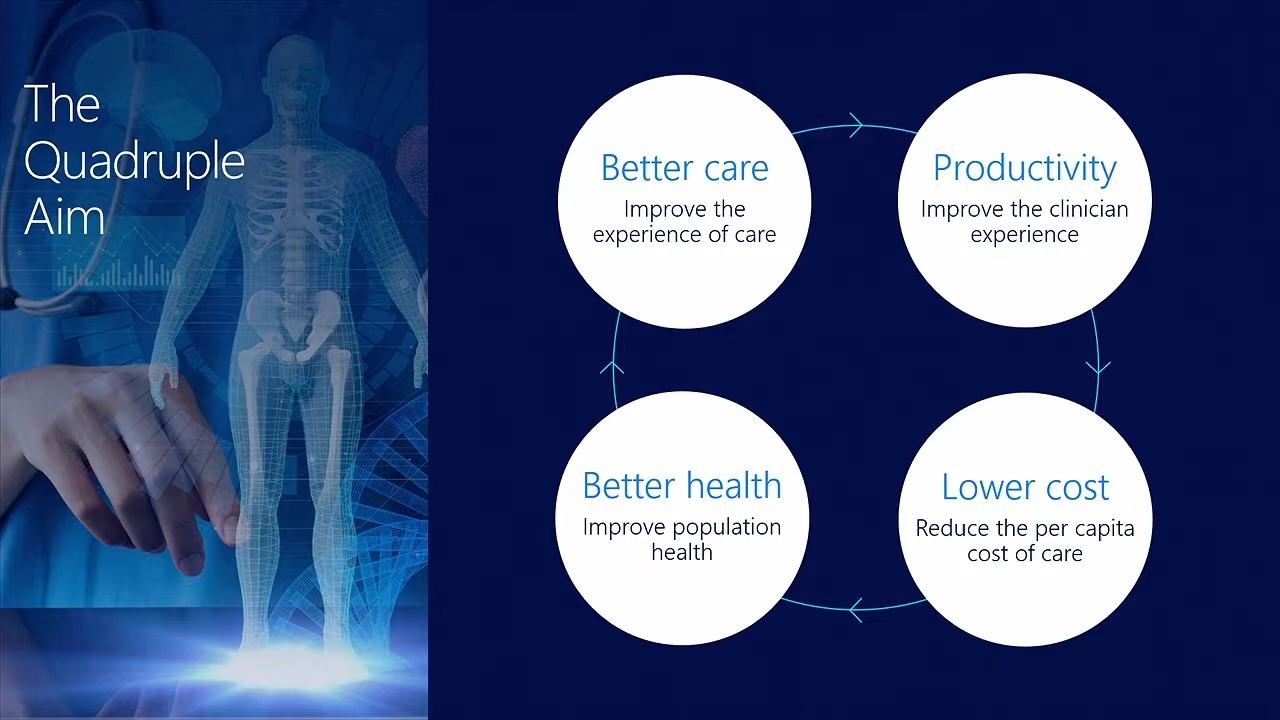 The
Quadruple
Aim
Better care
Improve the
experience of care
Productivity
Improve the clinician
experience
Better health
Improve population
health
Lower cost
Reduce the per capita
cost of care